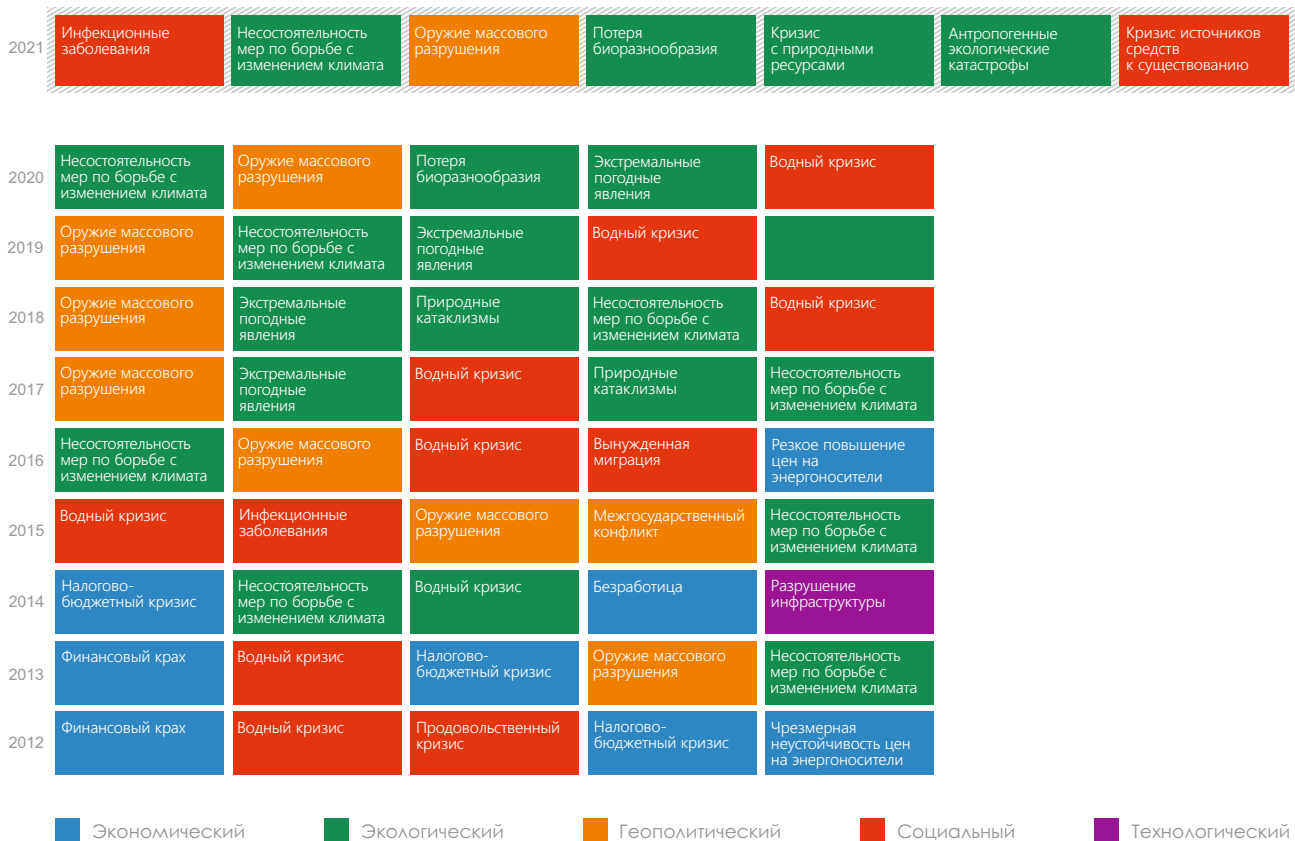 2021
Инфекционные
заболевания
Несостоятельность
мер по борьбе с
изменением климата
Оружие массового
разрушения
Потеря
биоразнообразия
Кризис
с природными
ресурсами
Антропогенные
экологические
катастрофы
Кризис источников
средств
к существованию
2020
Несостоятельность
мер по борьбе с
изменением климата
Оружие массового
разрушения
Потеря
биоразнообразия
Экстремальные
погодные
явления
Водный кризис
2019
Оружие массового
разрушения
Несостоятельность
мер по борьбе с
изменением климата
Экстремальные
погодные
явления
Водный кризис
2018
Оружие массового
разрушения
Экстремальные
погодные
явления
Природные
катаклизмы
Несостоятельность
мер по борьбе с
изменением климата
Водный кризис
2017
Оружие массового
разрушения
Экстремальные
погодные
явления
Водный кризис
Природные
катаклизмы
Несостоятельность
мер по борьбе с
изменением климата
2016
Несостоятельность
мер по борьбе с
изменением климата
Оружие массового
разрушения
Водный кризис
Вынужденная
миграция
Резкое повышение
цен на
энергоносители
2015
Водный кризис
Инфекционные
заболевания
Оружие массового
разрушения
Межгосударственный
конфликт
Несостоятельность
мер по борьбе с
изменением климата
2014
Налогово-
бюджетный кризис
Несостоятельность
мер по борьбе с
изменением климата
Водный кризис
Безработица
Разрушение
инфраструктуры
2013
Финансовый крах
Водный кризис
Налогово-
бюджетный кризис
Оружие массового
разрушения
Несостоятельность
мер по борьбе с
изменением климата
2012
Финансовый крах
Водный кризис
Продовольственный
кризис
Налогово-
бюджетный кризис
Чрезмерная
неустойчивость цен
на энергоносители
Экономический
Экологический
Геополитический
Социальный
Технологический